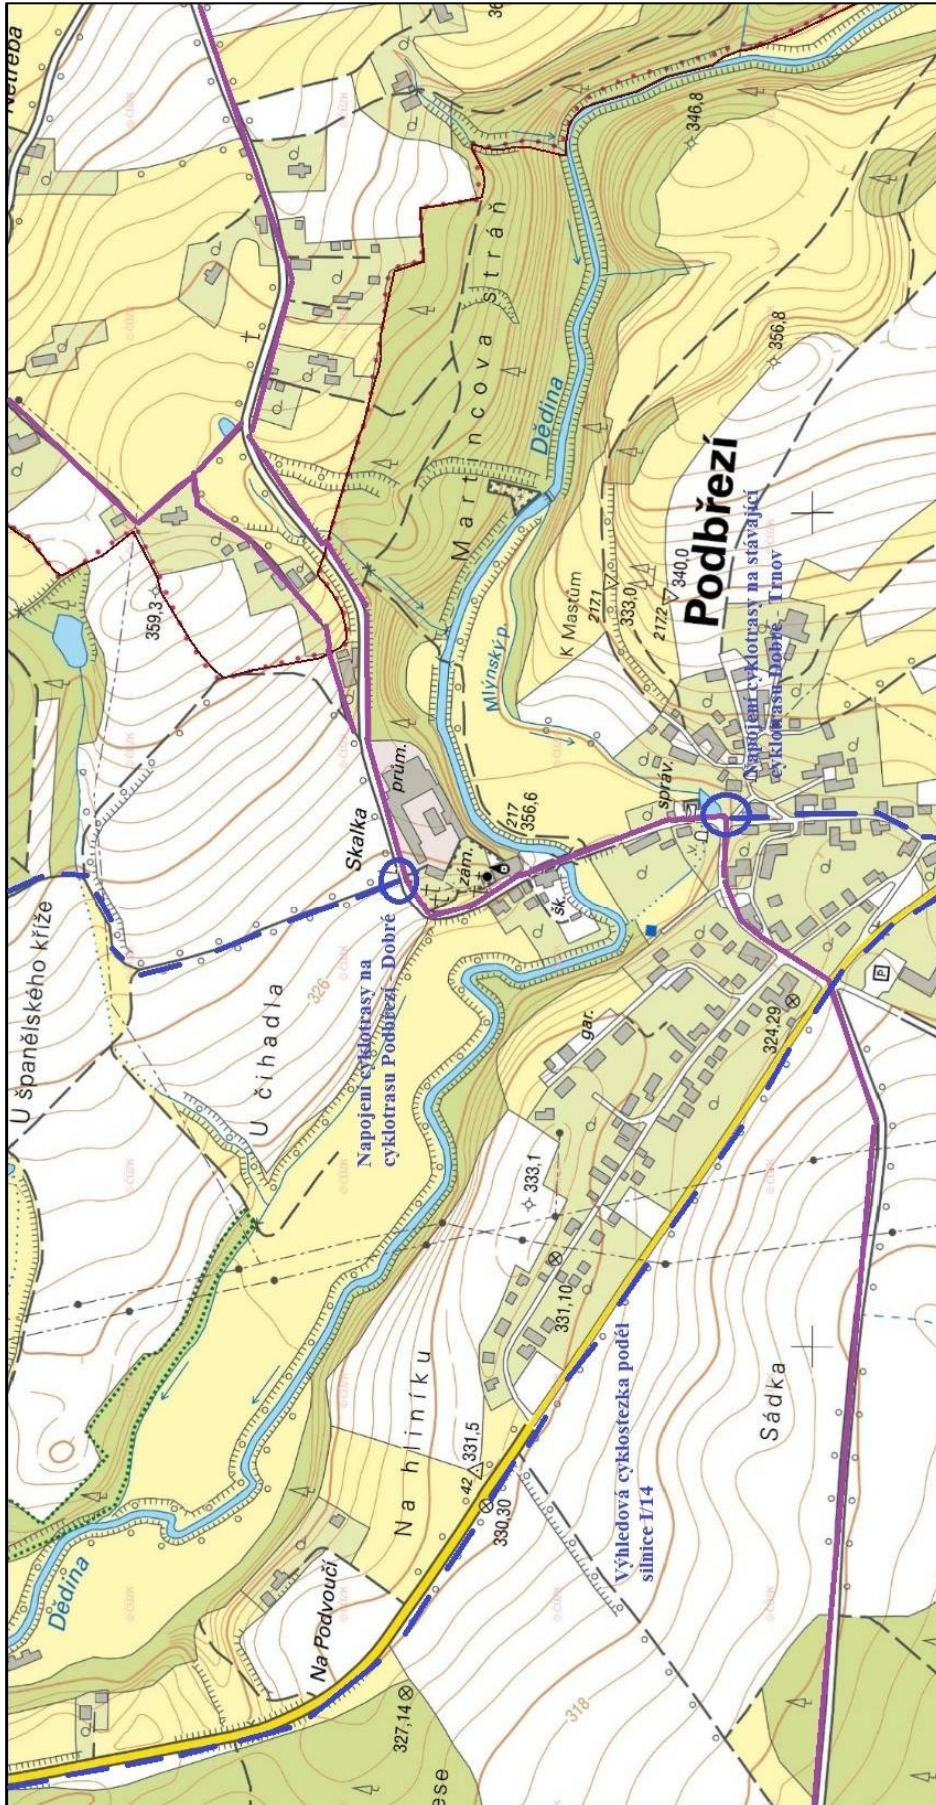 Netřeba
U španělského kříže
359,3
Skalka
prům.
Martincova stráň
346,8
356,8
Dědina
Mlýnský p.
K Mastům
217.1
333,0
217.2
340,0
Podbřezí
Napojení cyklotrasy na stávající
cyklotrasu Dobré - Trnov
správ.
217
356,6
zám.
šk.
U čihadla
326
Napojení cyklotrasy na
cyklotrasu Podbřezí - Dobré
gar.
324,29
P
333,1
331,10
Na hliníku
42
331,5
330,30
Výhledová cyklostezka podél
silnice I/14
Sádka
Dědina
Na Podvoučí
327,14
318
ese